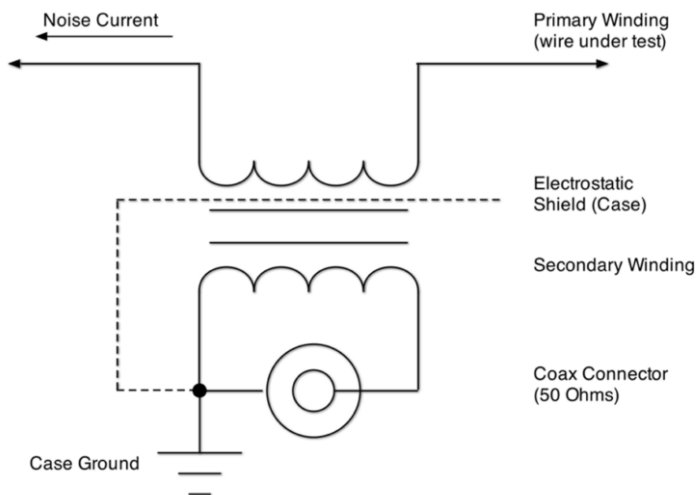 Noise Current
Primary Winding
(wire under test)
Electrostatic
Shield (Case)
Secondary Winding
Coax Connector
(50 Ohms)
Case Ground